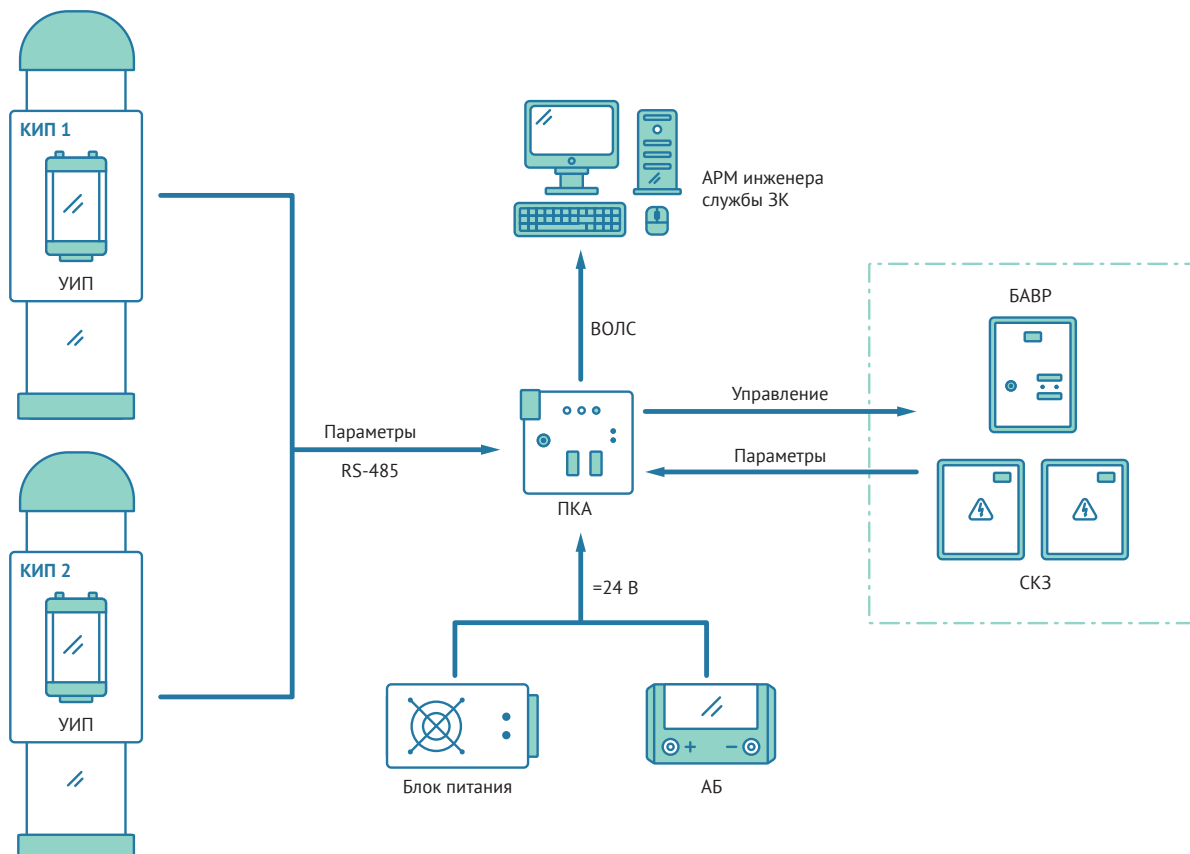 КИП 1
УИП
КИП 2
УИП
Параметры
RS-485
АРМ инженера
службы ЗК
ВОЛС
ПКА
=24 В
Блок питания
АБ
+ −
Управление
Параметры
БАВР
СКЗ